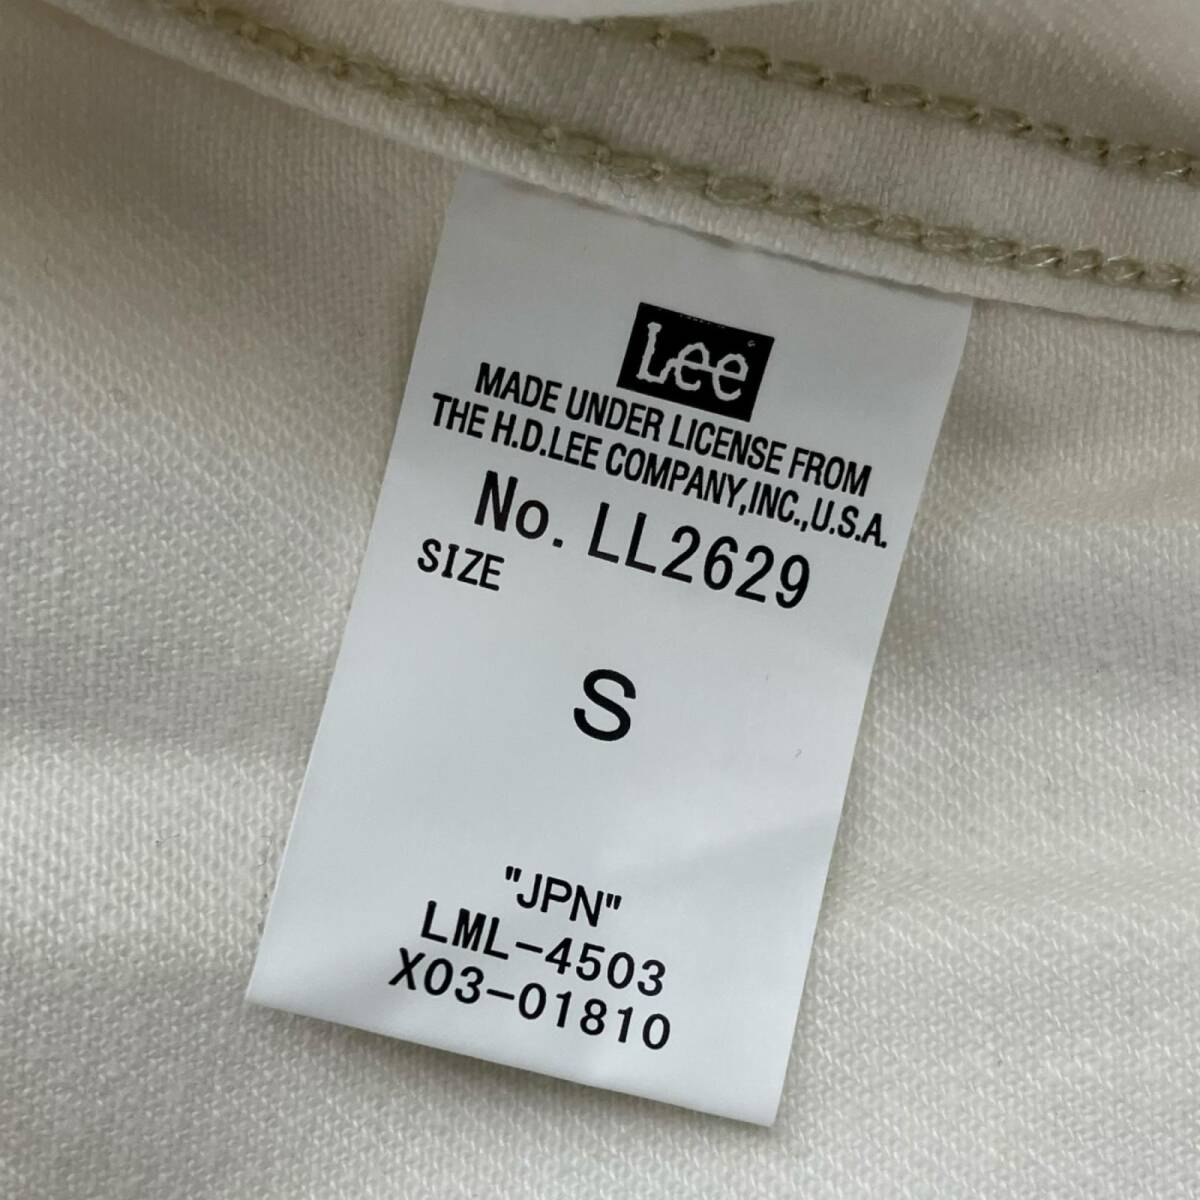 Lee
MADE UNDER LICENSE FROM
THE H.D.LEE COMPANY,INC.,U.S.A.
No. LL2629
SIZE
S
"JPN"
LML-4503
X03-01810